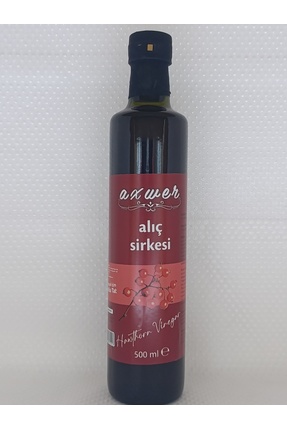 axwer
alıç
sirkesi
Hawthorn Vinegar
500 ml ℮